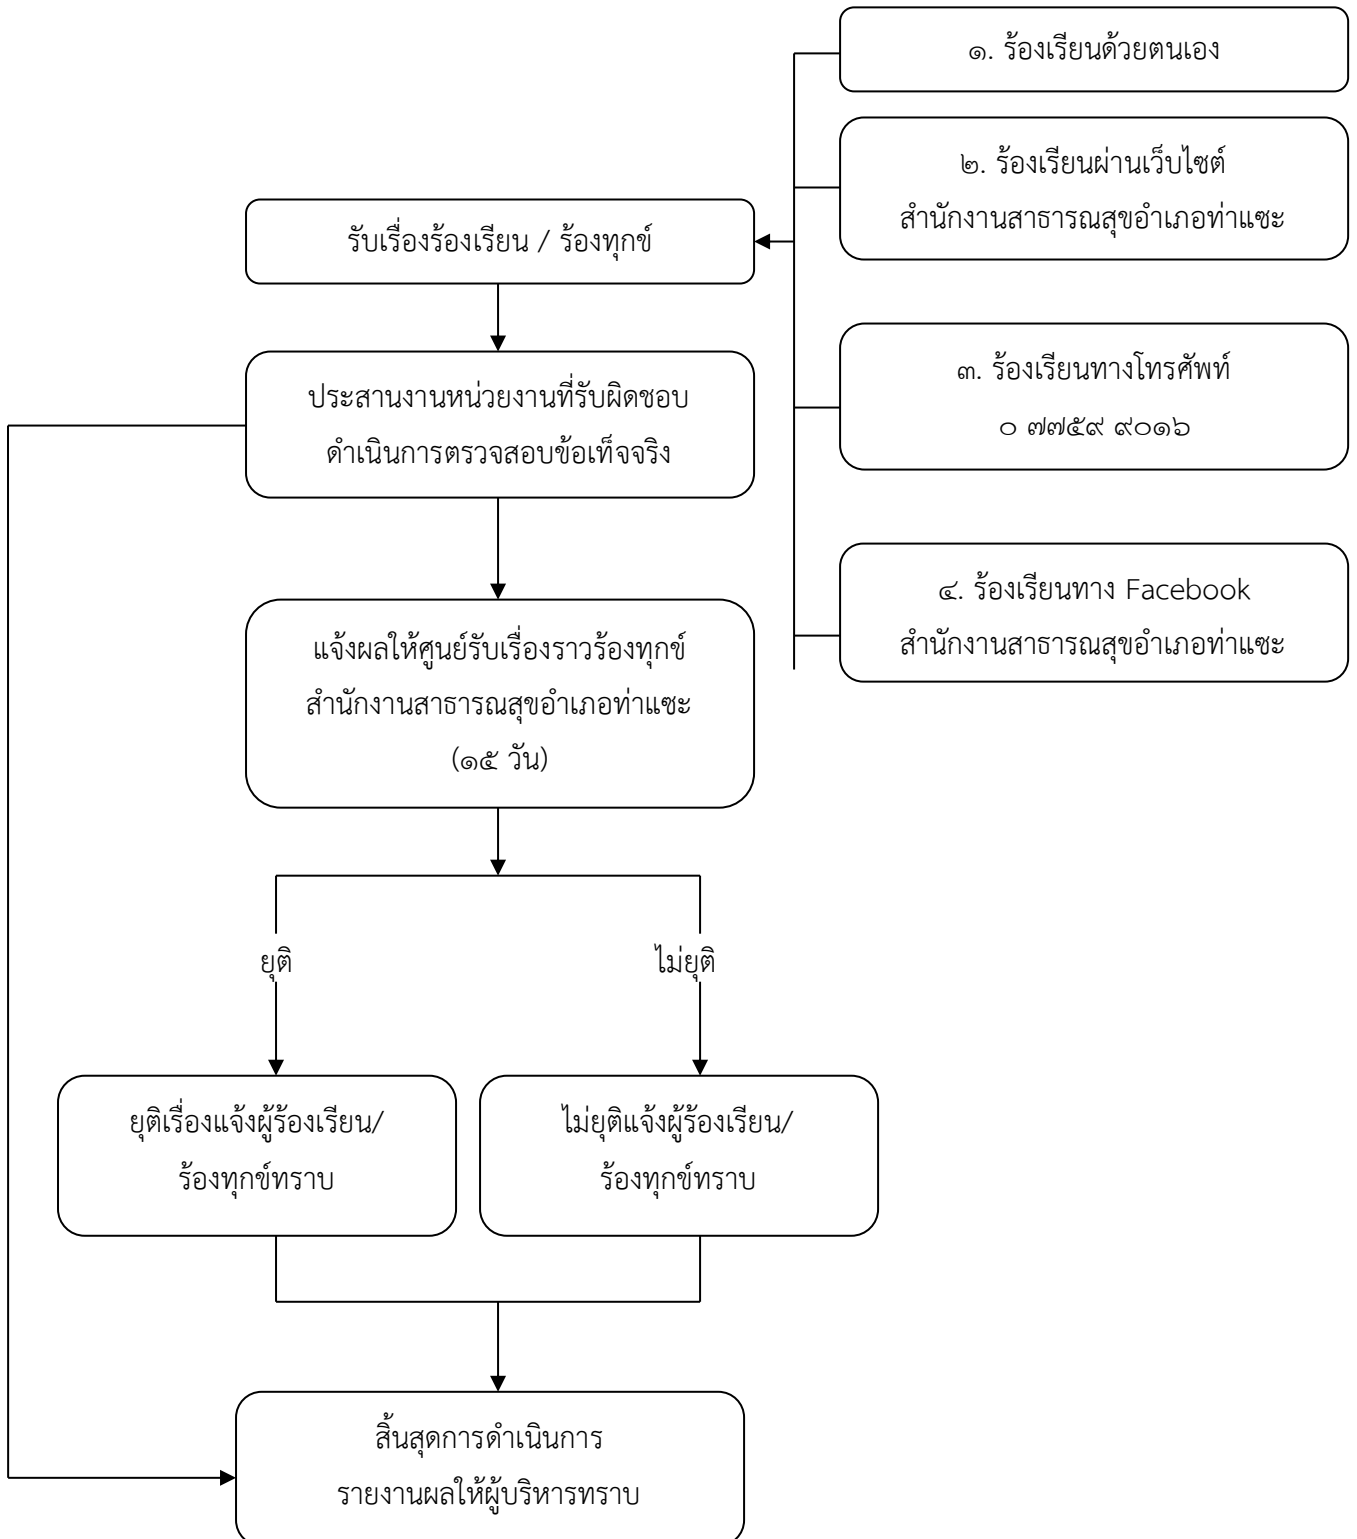 ๑. ร้องเรียนด้วยตนเอง
๒. ร้องเรียนผ่านเว็บไซต์
สำนักงานสาธารณสุขอำเภอท่าแซะ
รับเรื่องร้องเรียน / ร้องทุกข์
๓. ร้องเรียนทางโทรศัพท์
๐ ๗๗๕๙ ๙๐๑๖
ประสานงานหน่วยงานที่รับผิดชอบ
ดำเนินการตรวจสอบข้อเท็จจริง
๔. ร้องเรียนทาง Facebook
สำนักงานสาธารณสุขอำเภอท่าแซะ
แจ้งผลให้ศูนย์รับเรื่องราวร้องทุกข์
สำนักงานสาธารณสุขอำเภอท่าแซะ
(๑๕ วัน)
ยุติ
ไม่ยุติ
ยุติเรื่องแจ้งผู้ร้องเรียน/
ร้องทุกข์ทราบ
ไม่ยุติแจ้งผู้ร้องเรียน/
ร้องทุกข์ทราบ
สิ้นสุดการดำเนินการ
รายงานผลให้ผู้บริหารทราบ